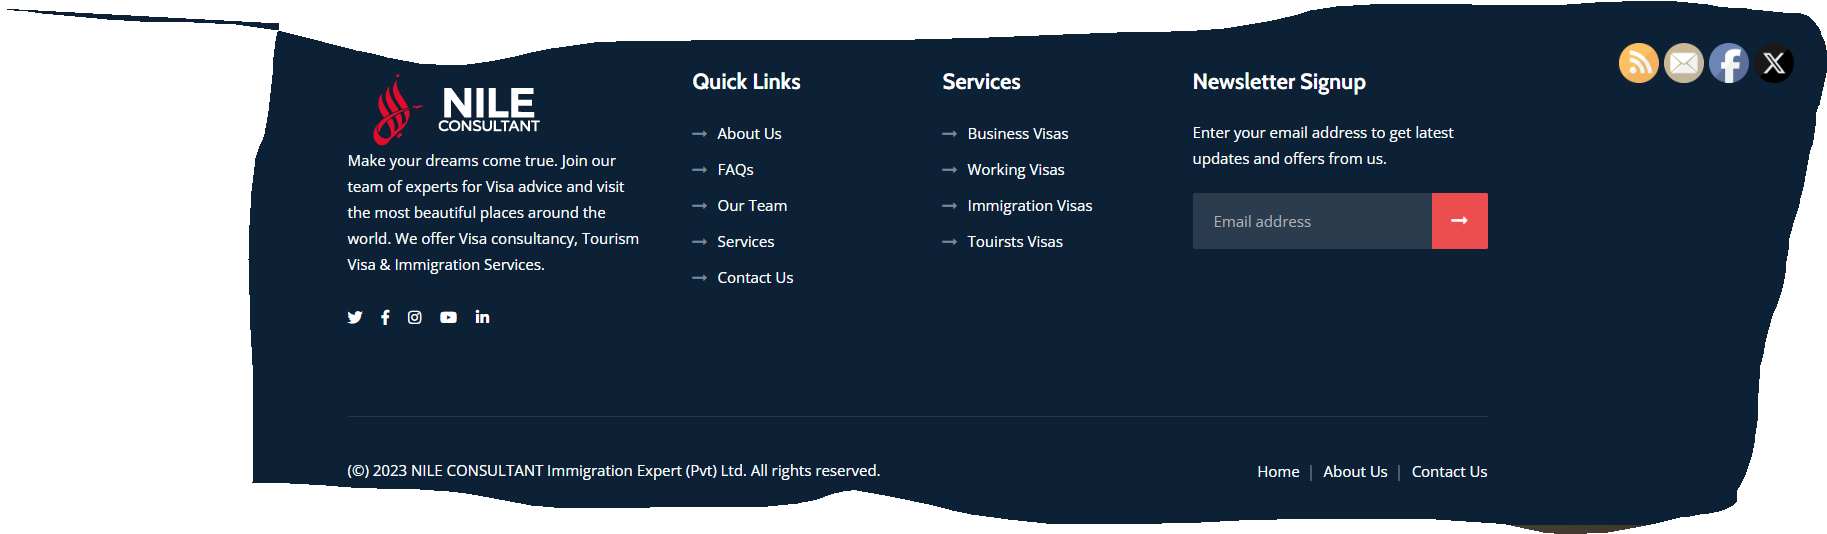 NILE
CONSULTANT
Make your dreams come true. Join our
team of experts for Visa advice and visit
the most beautiful places around the
world. We offer Visa consultancy, Tourism
Visa & Immigration Services.
Quick Links
About Us
FAQs
Our Team
Services
Contact Us
Services
Business Visas
Working Visas
Immigration Visas
Touirsts Visas
Newsletter Signup
Enter your email address to get latest
updates and offers from us.
Email address
(©) 2023 NILE CONSULTANT Immigration Expert (Pvt) Ltd. All rights reserved.
Home | About Us | Contact Us